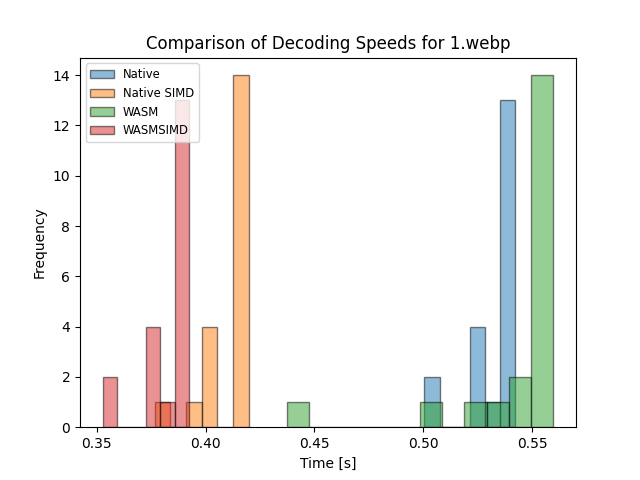 Comparison of Decoding Speeds for 1.webp
Native
Native SIMD
WASM
WASMSIMD
14
12
10
8
6
4
2
0
Frequency
0.35 0.40 0.45 0.50 0.55
Time [s]